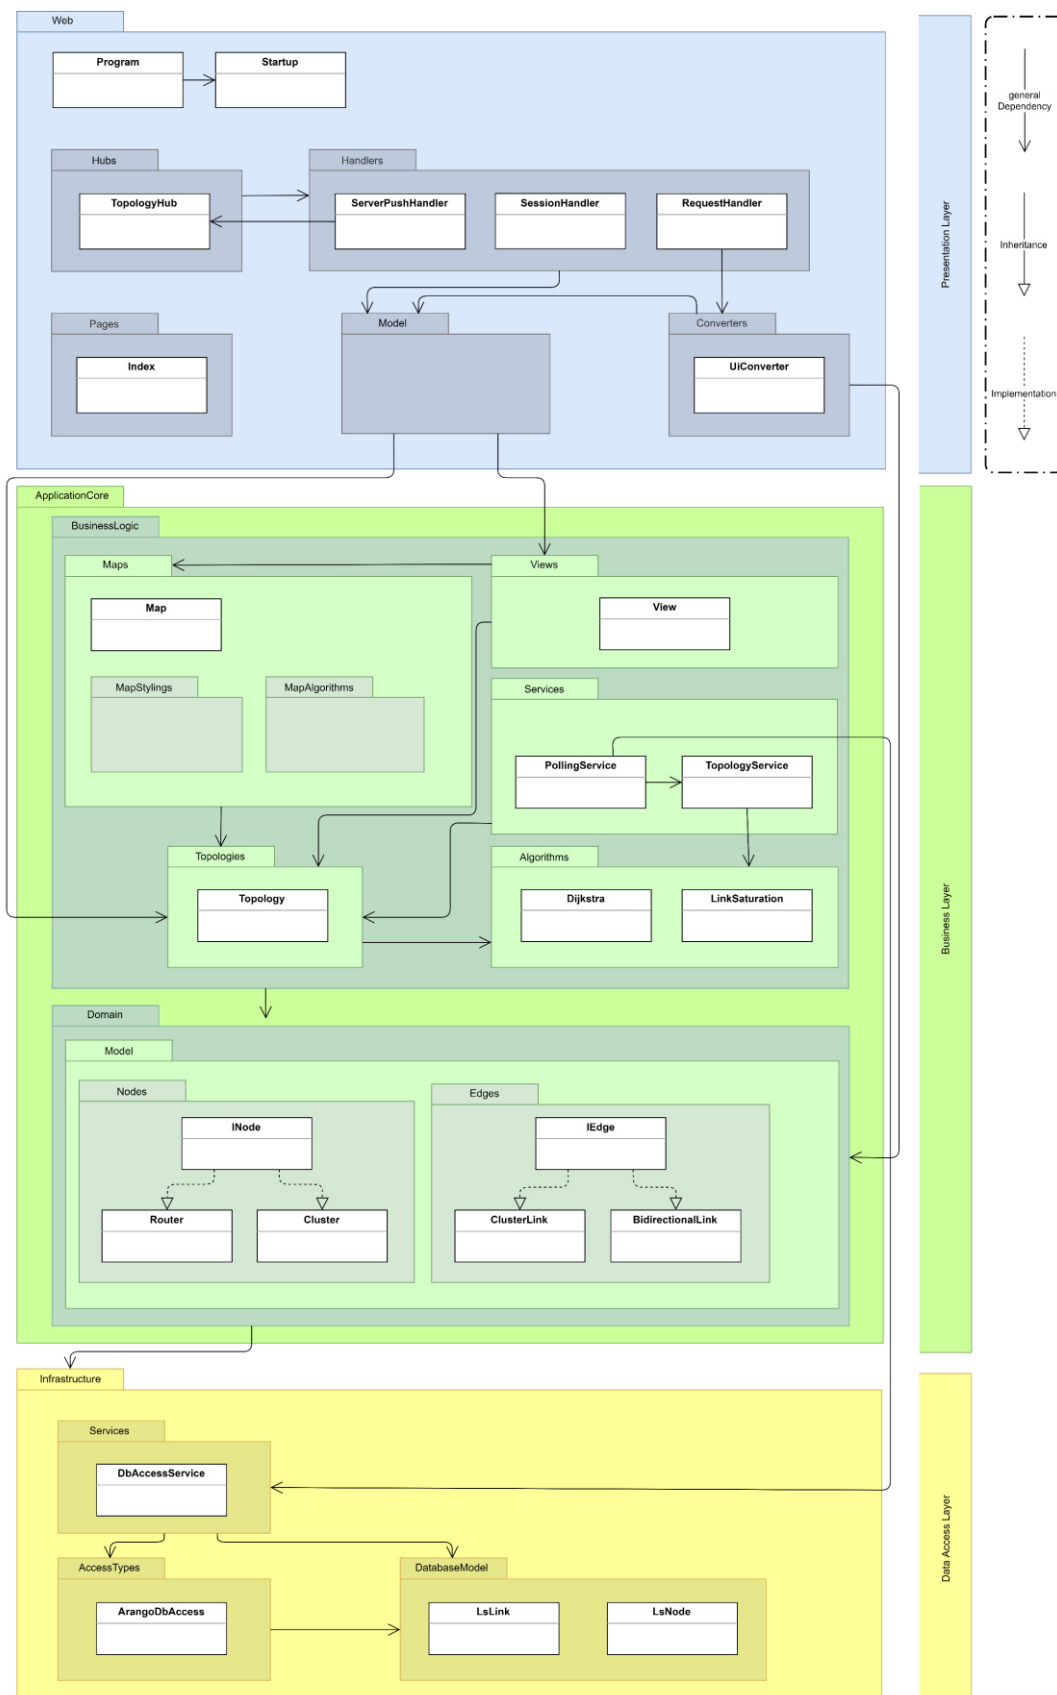 Web
Program
Startup
Hubs
Handlers
TopologyHub
ServerPushHandler
SessionHandler
RequestHandler
Pages
Model
Converters
Index
UiConverter
Presentation Layer
general
Dependency
Inheritance
Implementation
ApplicationCore
BusinessLogic
Maps
Views
Map
View
MapStylings
MapAlgorithms
Services
PollingService
TopologyService
Topologies
Algorithms
Topology
Dijkstra
LinkSaturation
Business Layer
Domain
Model
Nodes
Edges
INode
IEdge
Router
Cluster
ClusterLink
BidirectionalLink
Infrastructure
Services
DbAccessService
AccessTypes
DatabaseModel
ArangoDbAccess
LsLink
LsNode
Data Access Layer